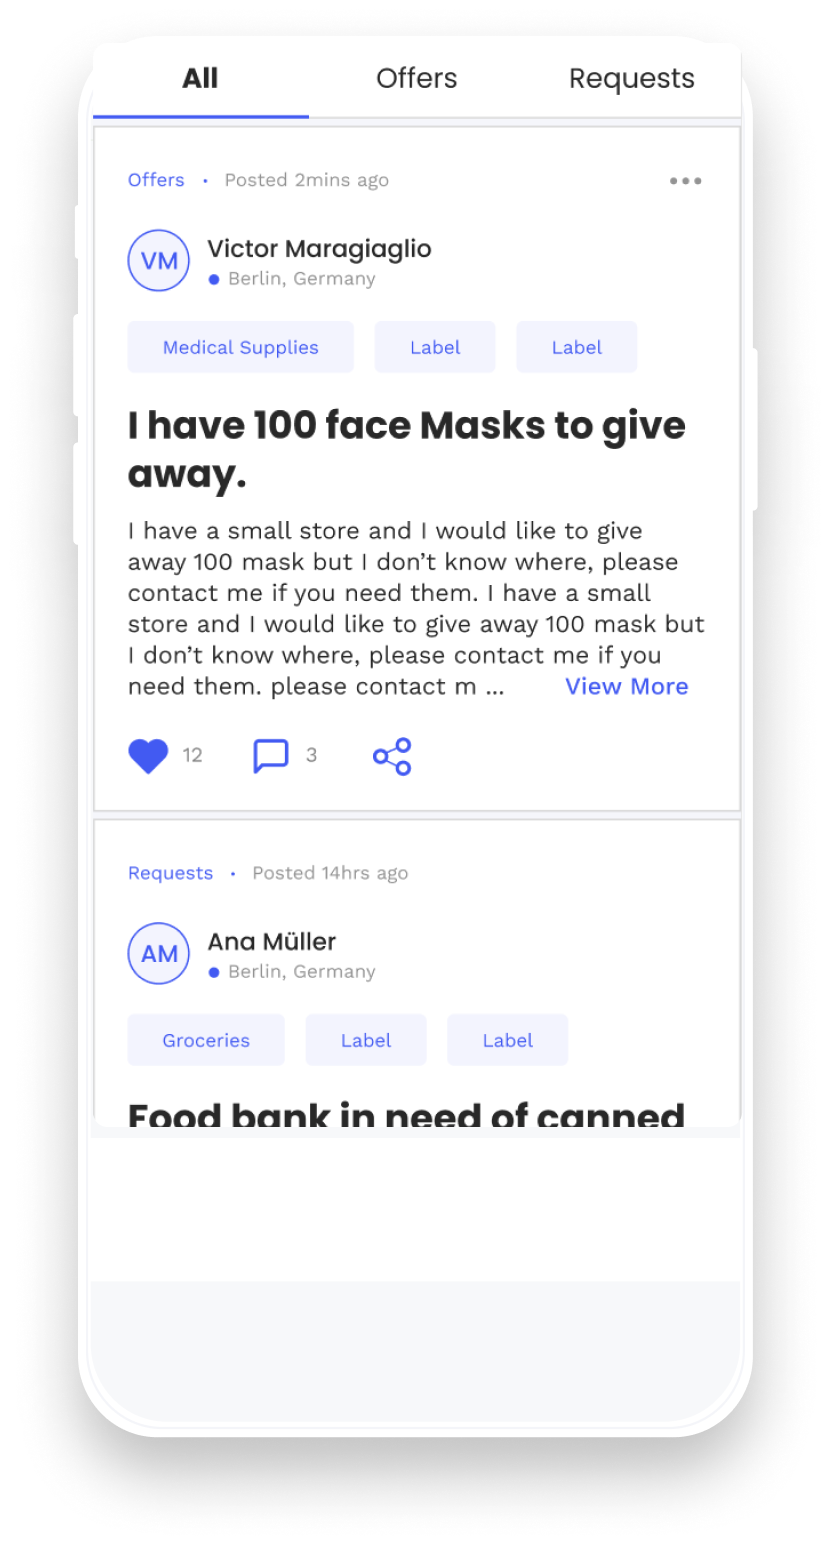 All Offers Requests
Offers • Posted 2mins ago
VM Victor Maragiaglio
Berlin, Germany
Medical Supplies Label Label
I have 100 face Masks to give
away.
I have a small store and I would like to give
away 100 mask but I don’t know where, please
contact me if you need them. I have a small
store and I would like to give away 100 mask but
I don’t know where, please contact me if you
need them. please contact m ... View More
12 3
Requests • Posted 14hrs ago
AM Ana Müller
Berlin, Germany
Groceries Label Label
Food bank in need of canned